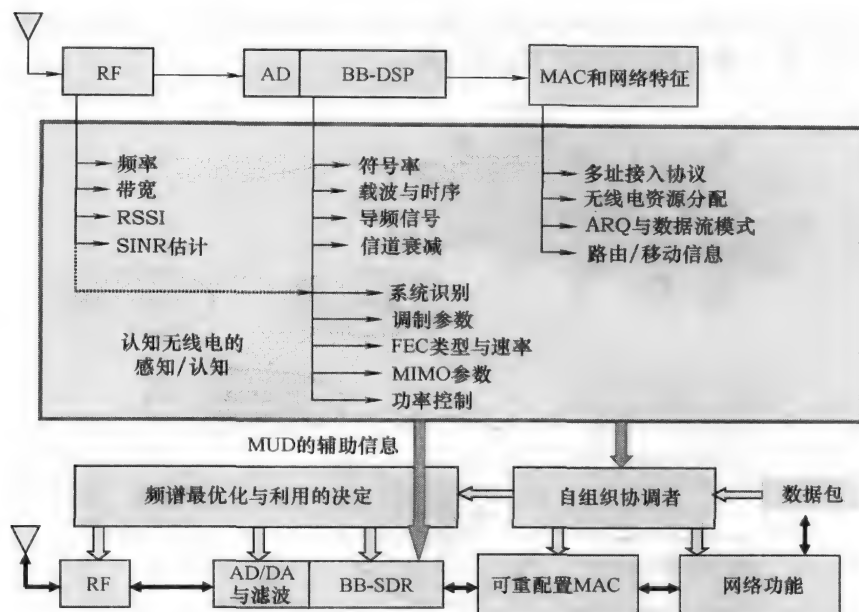 RF
AD
BB-DSP
MAC和网络特征
频率
带宽
RSSI
SINR估计
符号率
载波与时序
导频信号
信道衰减
多址接入协议
无线电资源分配
ARQ与数据流模式
路由/移动信息
系统识别
调制参数
FEC类型与速率
MIMO参数
功率控制
认知无线电的
感知/认知
MUD的辅助信息
频谱最优化与利用的决定
自组织协调者
数据包
RF
AD/DA
与滤波
BB-SDR
可重配置MAC
网络功能